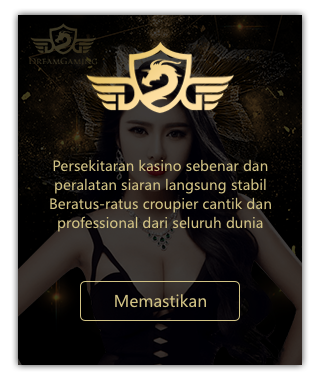 DREAMGAMING
DG
Persekitaran kasino sebenar dan
peralatan siaran langsung stabil
Beratus-ratus croupier cantik dan
professional dari seluruh dunia
Memastikan